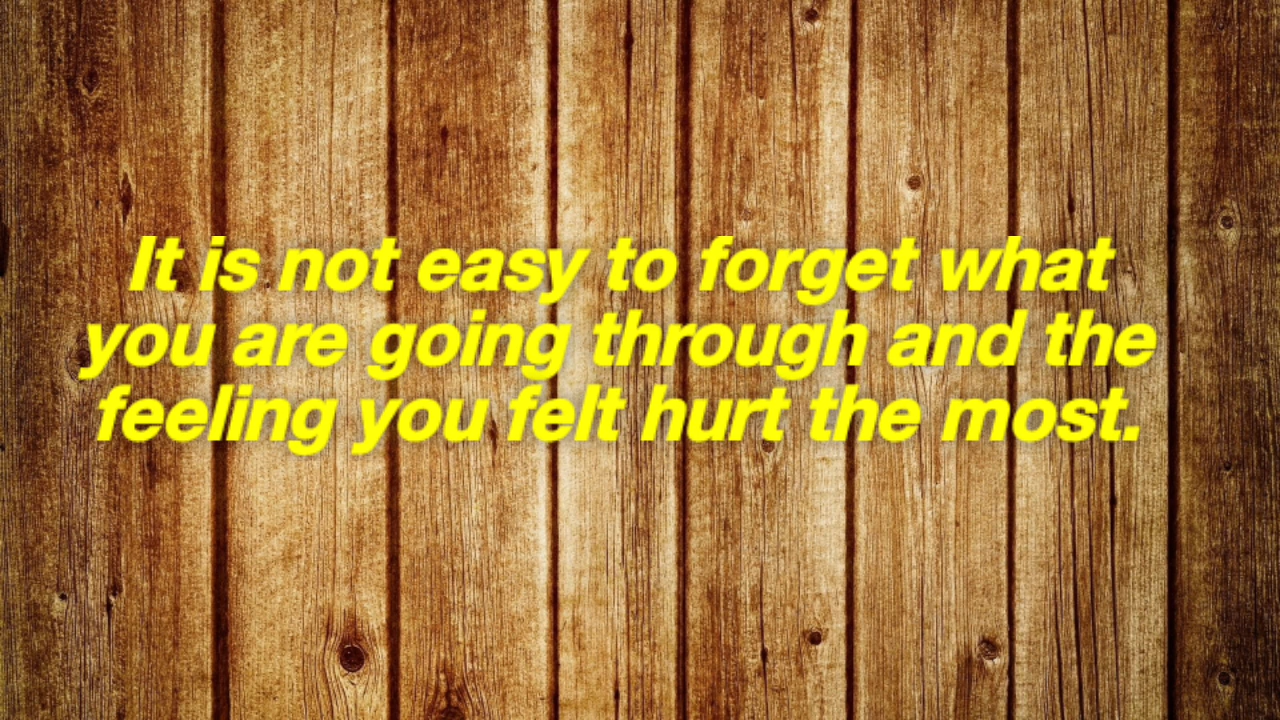 It is not easy to forget what
you are going through and the
feeling you felt hurt the most.